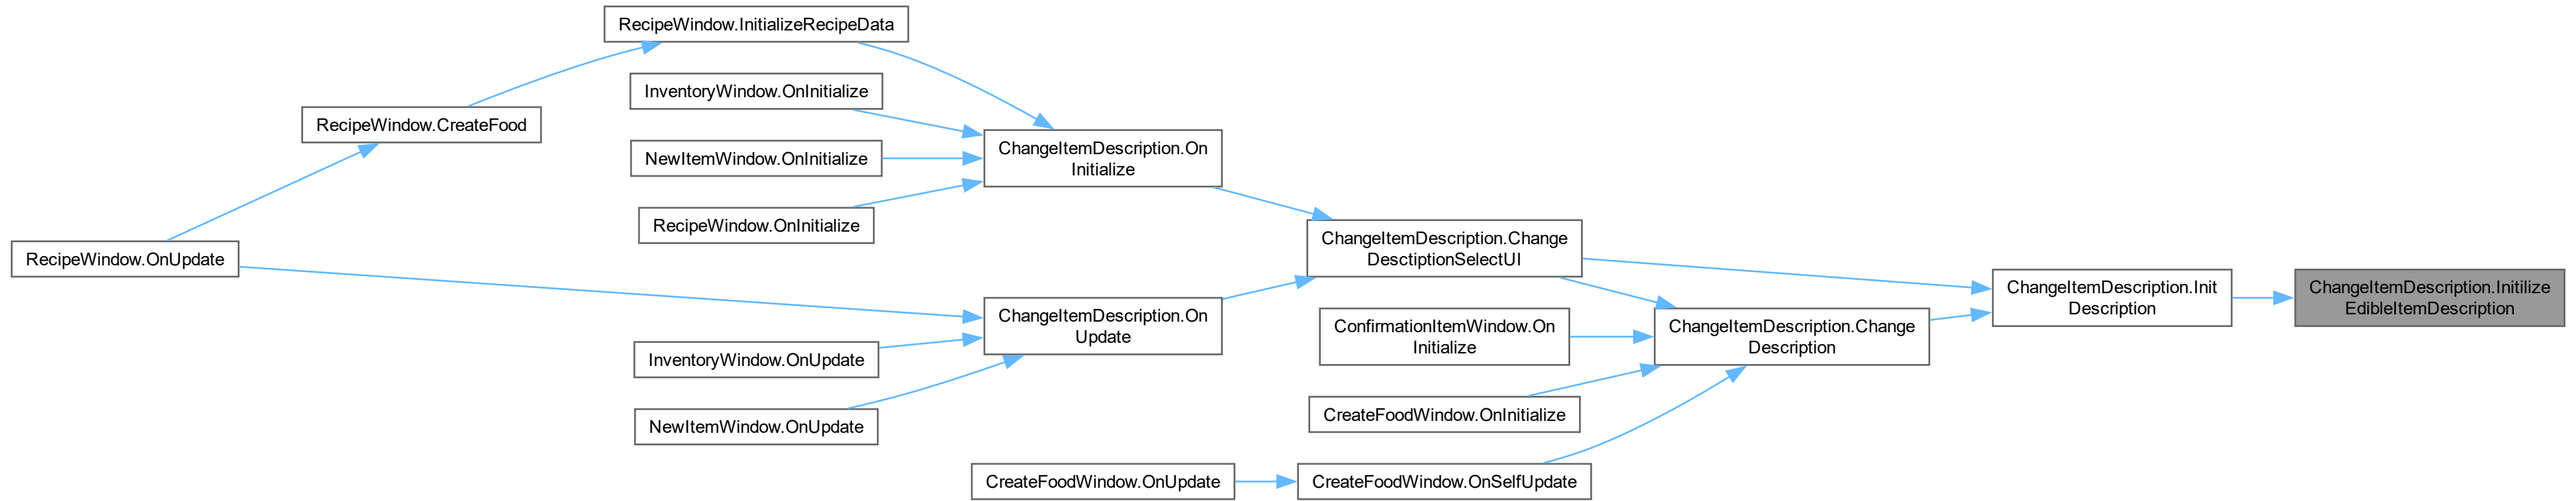 RecipeWindow.InitializeRecipeData
InventoryWindow.OnInitialize
RecipeWindow.CreateFood
NewItemWindow.OnInitialize
ChangeItemDescription.On
Initialize
RecipeWindow.OnInitialize
RecipeWindow.OnUpdate
ChangeItemDescription.Change
DesctiptionSelectUI
ChangeItemDescription.Init
Description
ChangeItemDescription.Initilize
EdibleItemDescription
ChangeItemDescription.On
Update
ConfirmationItemWindow.On
Initialize
ChangeItemDescription.Change
Description
InventoryWindow.OnUpdate
CreateFoodWindow.OnInitialize
NewItemWindow.OnUpdate
CreateFoodWindow.OnUpdate
CreateFoodWindow.OnSelfUpdate